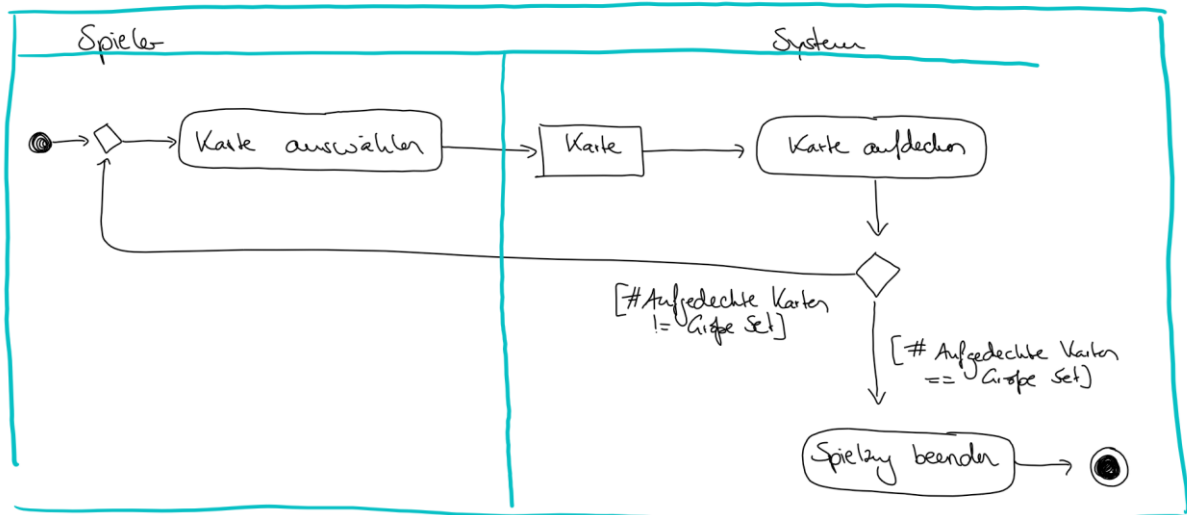 Spieler
System
Karte auswählen
Karte
Karte aufdecken
[#Aufgedeckte Karten
!= Größe Set]
[# Aufgedeckte Karten
== Größe Set]
Spielzug beenden